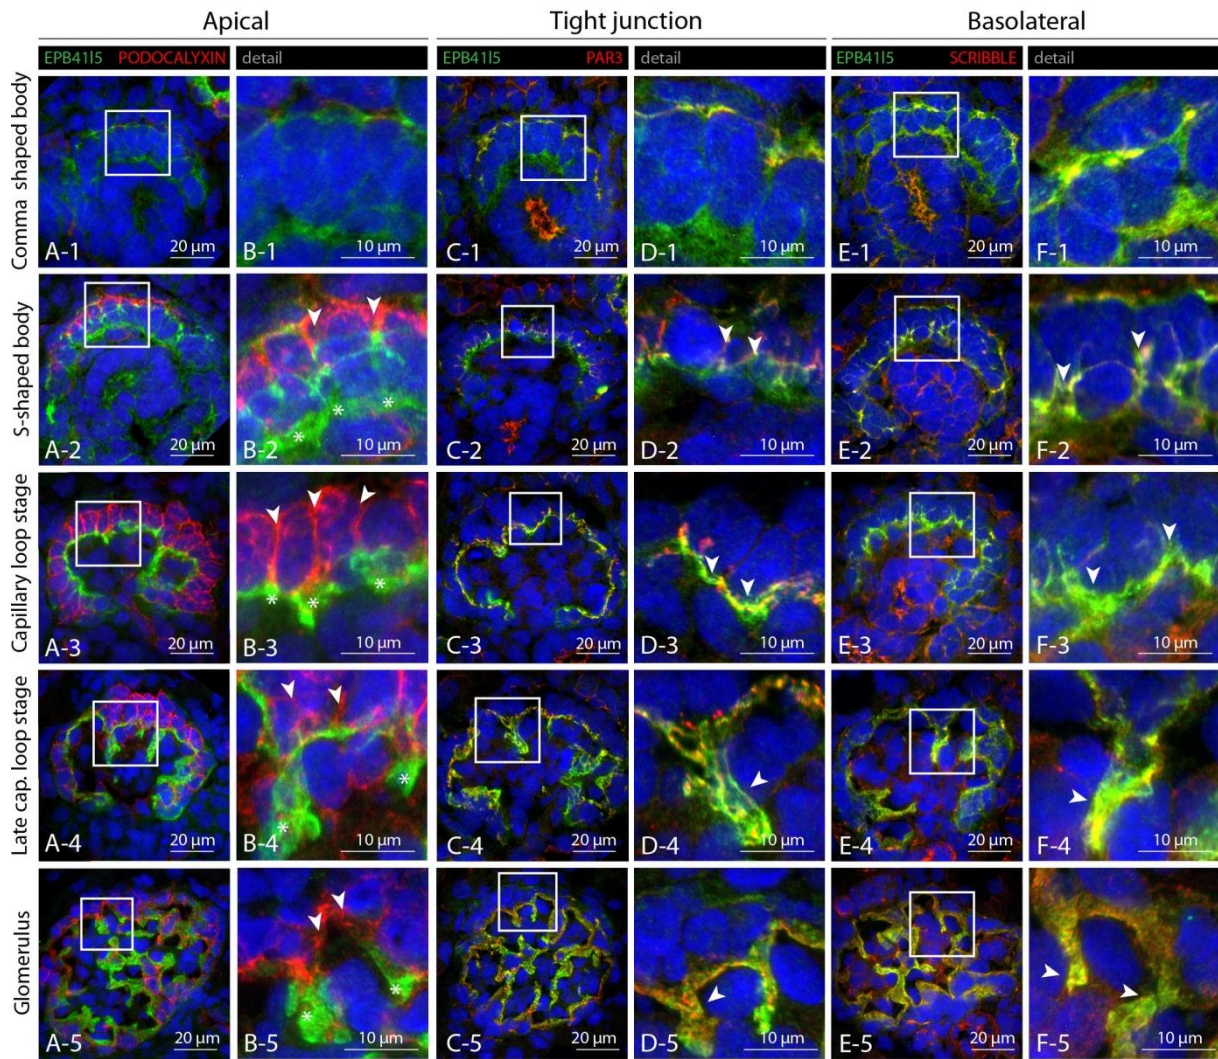 Apical Tight junction Basolateral
EPB41l5 PODOCALYXIN detail EPB41l5 PAR3 detail EPB41l5 SCRIBBLE detail
Comma shaped body
A-1 20 µm B-1 10 µm C-1 20 µm D-1 10 µm E-1 20 µm F-1 10 µm
S-shaped body
* * *
A-2 20 µm B-2 10 µm C-2 20 µm D-2 10 µm E-2 20 µm F-2 10 µm
Capillary loop stage
* * *
A-3 20 µm B-3 10 µm C-3 20 µm D-3 10 µm E-3 20 µm F-3 10 µm
Late cap. loop stage
* *
A-4 20 µm B-4 10 µm C-4 20 µm D-4 10 µm E-4 20 µm F-4 10 µm
Glomerulus
* *
A-5 20 µm B-5 10 µm C-5 20 µm D-5 10 µm E-5 20 µm F-5 10 µm